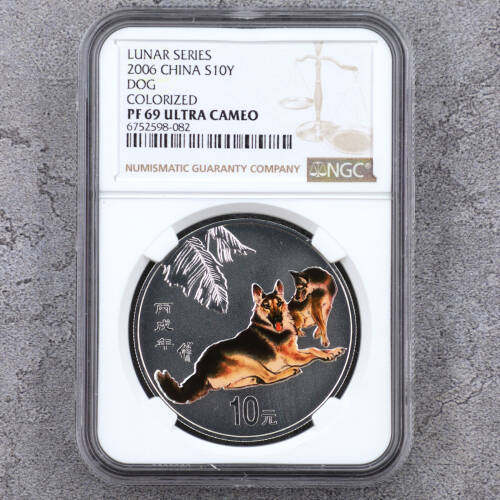 LUNAR SERIES
2006 CHINA S10Y
DOG
COLORIZED
PF 69 ULTRA CAMEO
6752598-082
NUMISMATIC GUARANTY COMPANY
NGC
丙戌年
10元